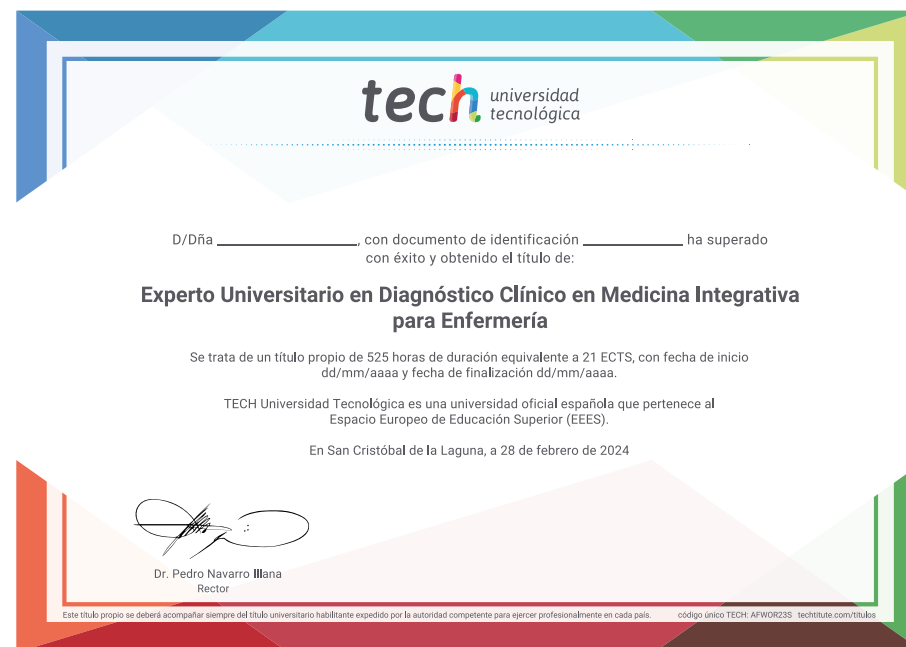 tech universidad
tecnológica
D/Dña ____________, con documento de identificación ____________ ha superado
con éxito y obtenido el título de:
Experto Universitario en Diagnóstico Clínico en Medicina Integrativa
para Enfermería
Se trata de un título propio de 525 horas de duración equivalente a 21 ECTS, con fecha de inicio
dd/mm/aaaa y fecha de finalización dd/mm/aaaa.
TECH Universidad Tecnológica es una universidad oficial española que pertenece al
Espacio Europeo de Educación Superior (EEES).
En San Cristóbal de la Laguna, a 28 de febrero de 2024
Dr. Pedro Navarro Illana
Rector
Este título propio se deberá acompañar siempre del título universitario habilitante expedido por la autoridad competente para ejercer profesionalmente en cada país. código único TECH: AFWOR23S techtitute.com/titulos